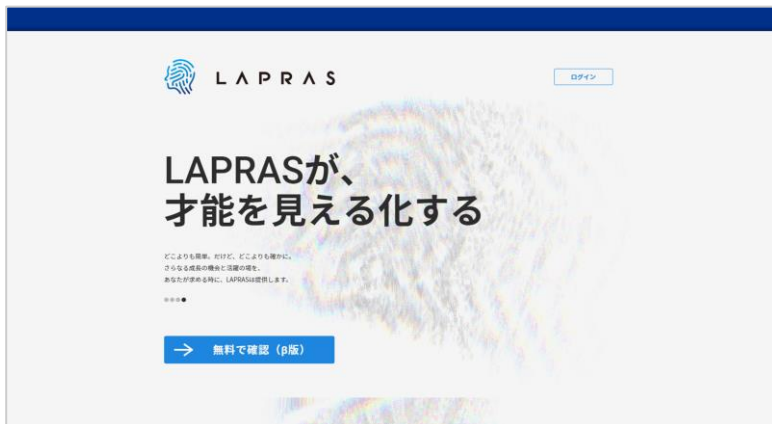 LAPRAS
ログイン
LAPRASが、
才能を見える化する
どこよりも簡単。だけど、どこよりも確かに。
さらなる成長の機会と活躍の場を、
あなたが求める時に、LAPRASは提供します。
無料で確認（β版）